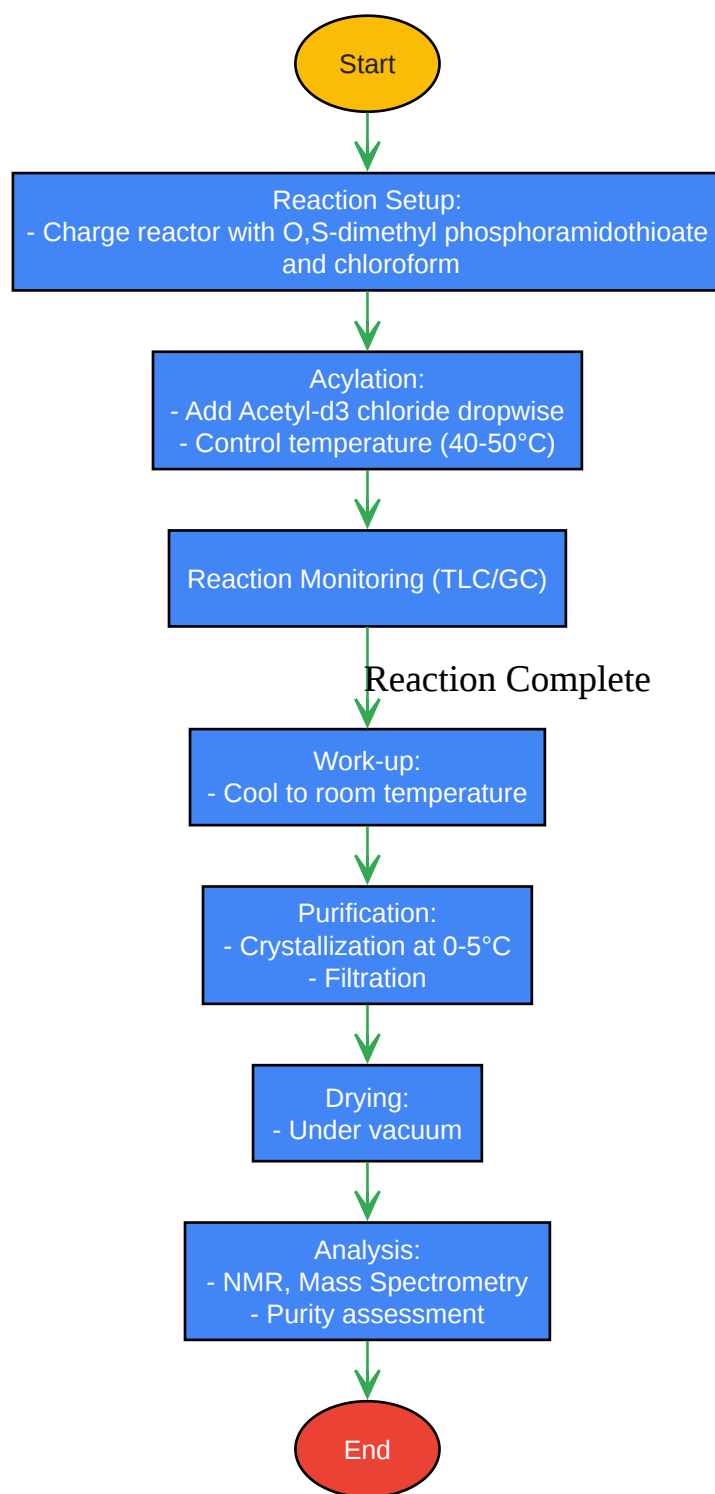 Start
Reaction Setup:
- Charge reactor with O,S-dimethyl phosphoramidothioate
and chloroform
Acylation:
- Add Acetyl-d3 chloride dropwise
- Control temperature (40-50°C)
Reaction Monitoring (TLC/GC)
Reaction Complete
Work-up:
- Cool to room temperature
Purification:
- Crystallization at 0-5°C
- Filtration
Drying:
- Under vacuum
Analysis:
- NMR, Mass Spectrometry
- Purity assessment
End